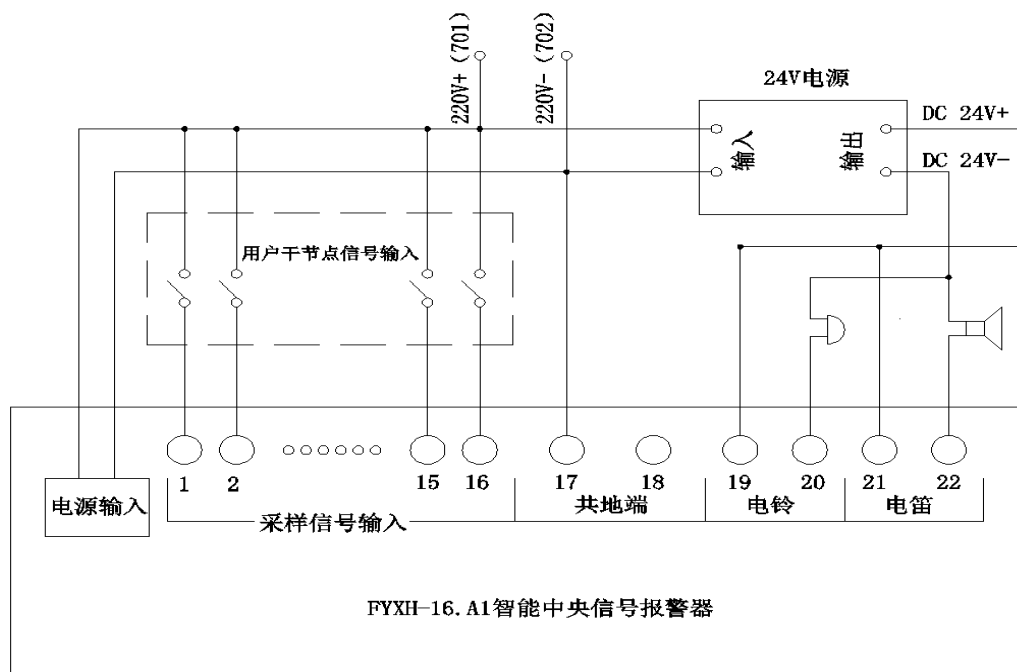 220V+ (701)
220V- (702)
24V电源
输入
输出
DC 24V+
DC 24V-
用户干节点信号输入
1 2 15 16 17 18 19 20 21 22
电源输入
采样信号输入
共地端
电铃
电笛
FYXH-16.A1智能中央信号报警器